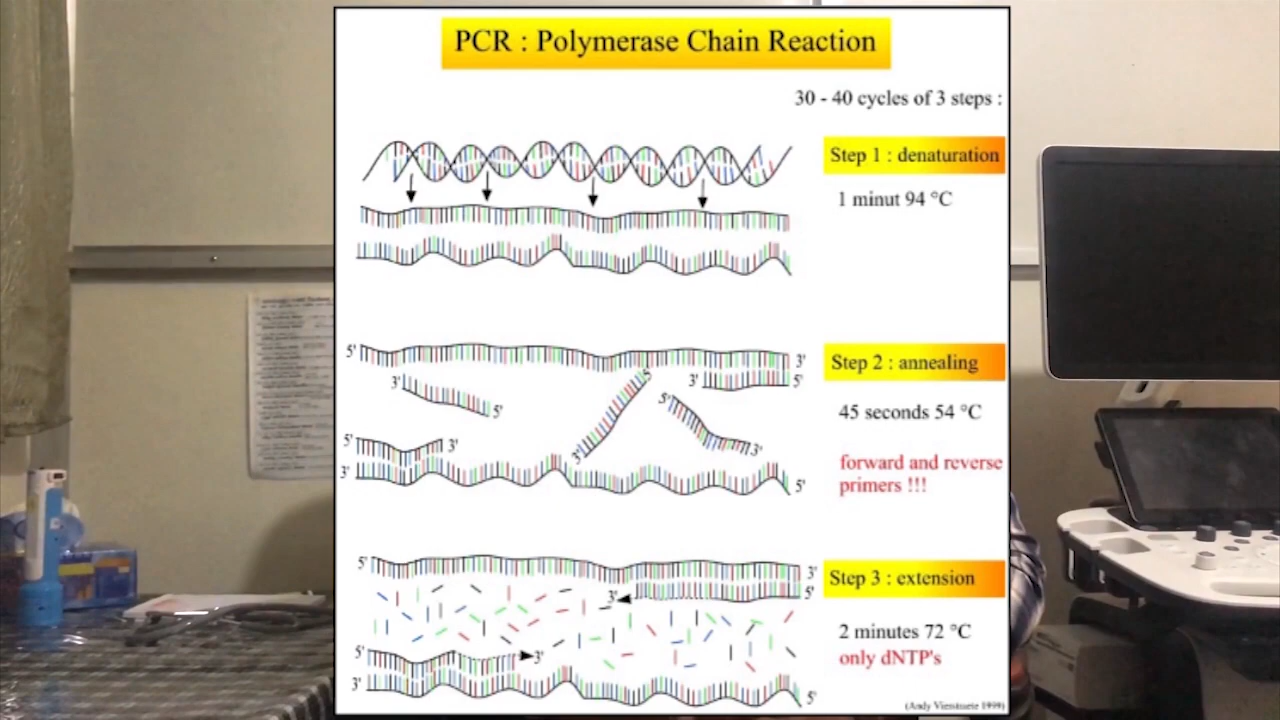 PCR : Polymerase Chain Reaction
30 - 40 cycles of 3 steps :
Step 1 : denaturation
1 minut 94 °C
5' 3'
Step 2 : annealing
3' 5' 5' 3' 5'
45 seconds 54 °C
5' 3' 3' 3'
forward and reverse
primers !!!
3' 5'
5' 3'
Step 3 : extension
3' 5'
2 minutes 72 °C
5' 3'
only dNTP's
3' 5'
(Andy Vierstraete 1999)